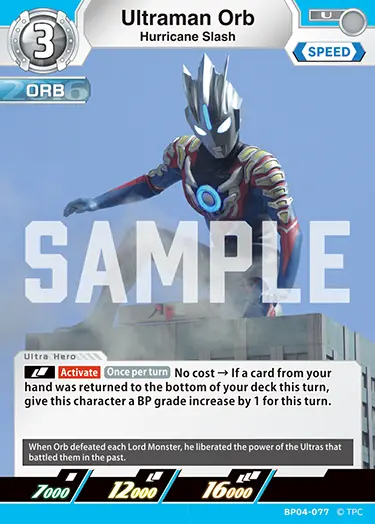 Ultraman Orb
Hurricane Slash
U
3
SPEED
ORB
SAMPLE
Ultra Hero
Activate Once per turn No cost → If a card from your
hand was returned to the bottom of your deck this turn,
give this character a BP grade increase by 1 for this turn.
When Orb defeated each Lord Monster, he liberated the power of the Ultras that
battled them in the past.
7000 12000 16000
BP04-077 © TPC